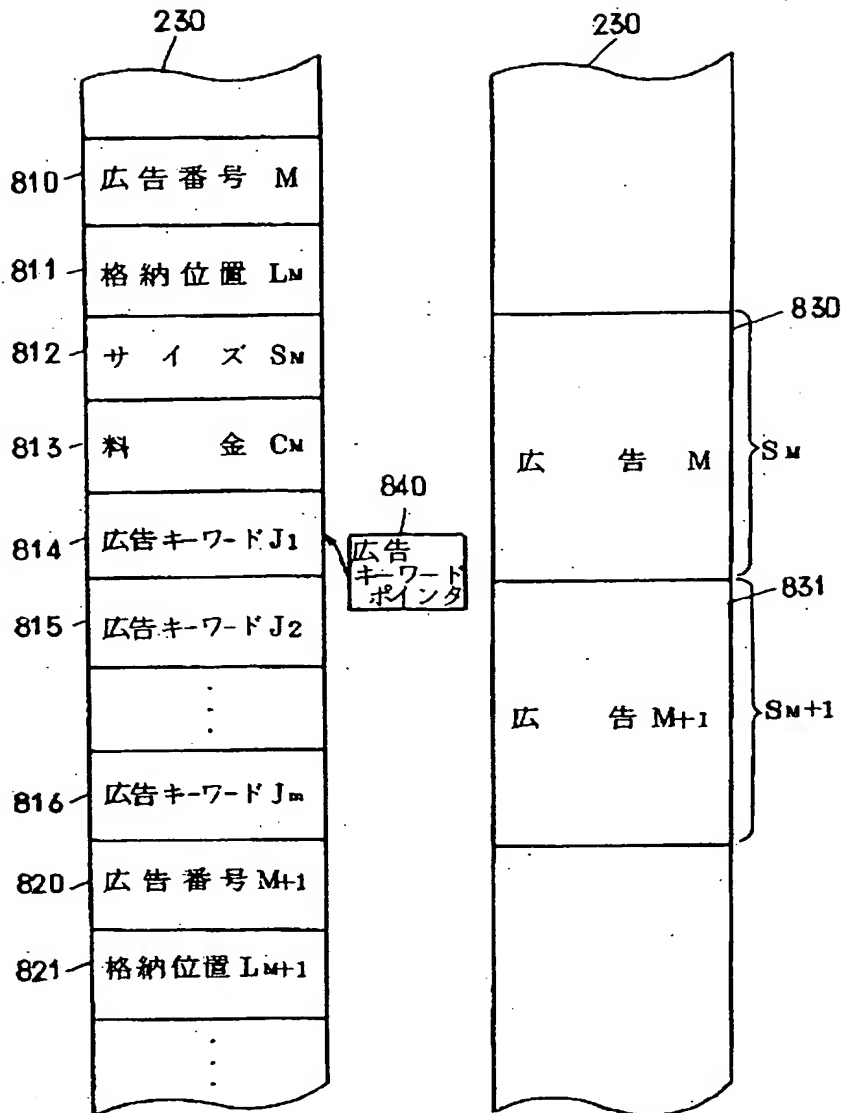 230
230
810
広告番号 M
811
格納位置 LM
812
サイズ SM
813
料金 CM
814
広告キーワード J1
815
広告キーワード J2
816
広告キーワード Jm
820
広告番号 M+1
821
格納位置 LM+1
840
広告
キーワード
ポインタ
830
広告 M
SM
831
広告 M+1
SM+1